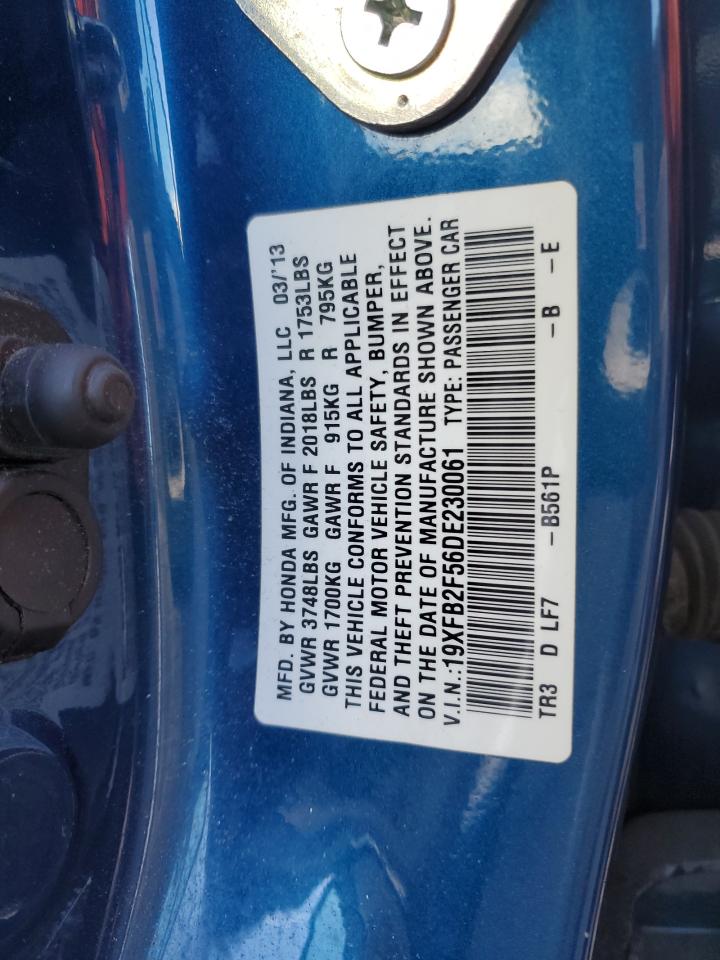 MFD. BY HONDA MFG. OF INDIANA, LLC 03/'13
GVWR 3748LBS GAWR F 2018LBS R 1753LBS
GVWR 1700KG GAWR F 915KG R 795KG
THIS VEHICLE CONFORMS TO ALL APPLICABLE
FEDERAL MOTOR VEHICLE SAFETY, BUMPER,
AND THEFT PREVENTION STANDARDS IN EFFECT
ON THE DATE OF MANUFACTURE SHOWN ABOVE.
V.I.N.:19XFB2F56DE230061 TYPE: PASSENGER CAR
TR3 D LF7 -B561P -B -E